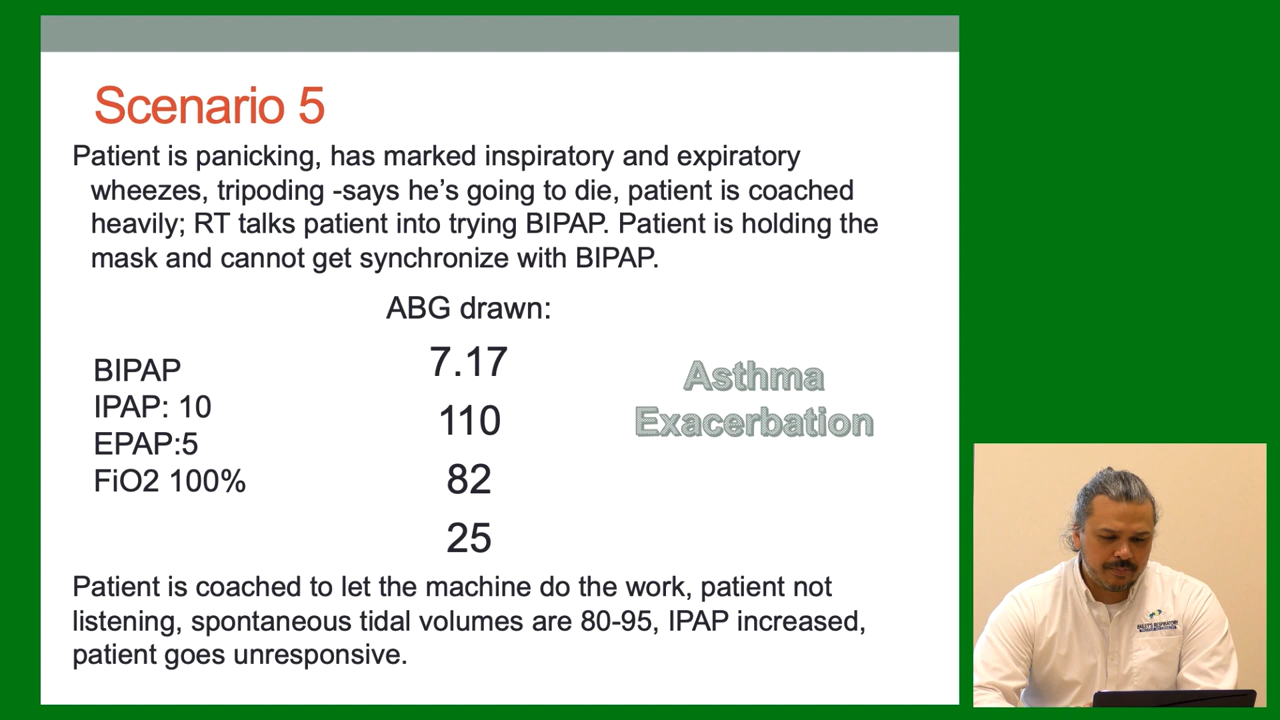 Scenario 5
Patient is panicking, has marked inspiratory and expiratory
wheezes, tripoding -says he's going to die, patient is coached
heavily; RT talks patient into trying BIPAP. Patient is holding the
mask and cannot get synchronize with BIPAP.
ABG drawn:
BIPAP
IPAP: 10
EPAP:5
FiO2 100%
7.17
110
82
25
Asthma
Exacerbation
Patient is coached to let the machine do the work, patient not
listening, spontaneous tidal volumes are 80-95, IPAP increased,
patient goes unresponsive.